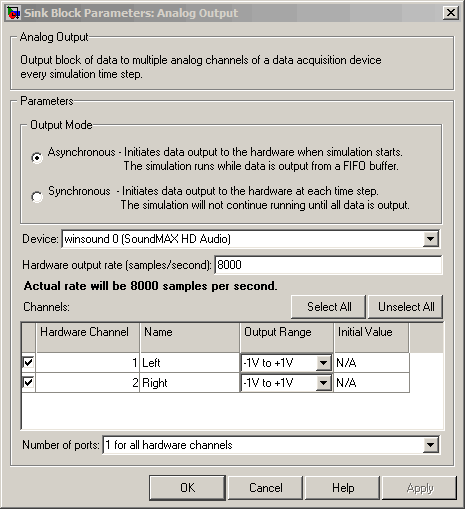 Sink Block Parameters: Analog Output
Analog Output
Output block of data to multiple analog channels of a data acquisition device
every simulation time step.
Parameters
Output Mode
Asynchronous - Initiates data output to the hardware when simulation starts.
The simulation runs while data is output from a FIFO buffer.
Synchronous - Initiates data output to the hardware at each time step.
The simulation will not continue running until all data is output.
Device: winsound 0 (SoundMAX HD Audio)
Hardware output rate (samples/second): 8000
Actual rate will be 8000 samples per second.
Channels: Select All Unselect All
Hardware Channel Name Output Range Initial Value
1 Left -1V to +1V N/A
2 Right -1V to +1V N/A
Number of ports: 1 for all hardware channels
OK Cancel Help Apply